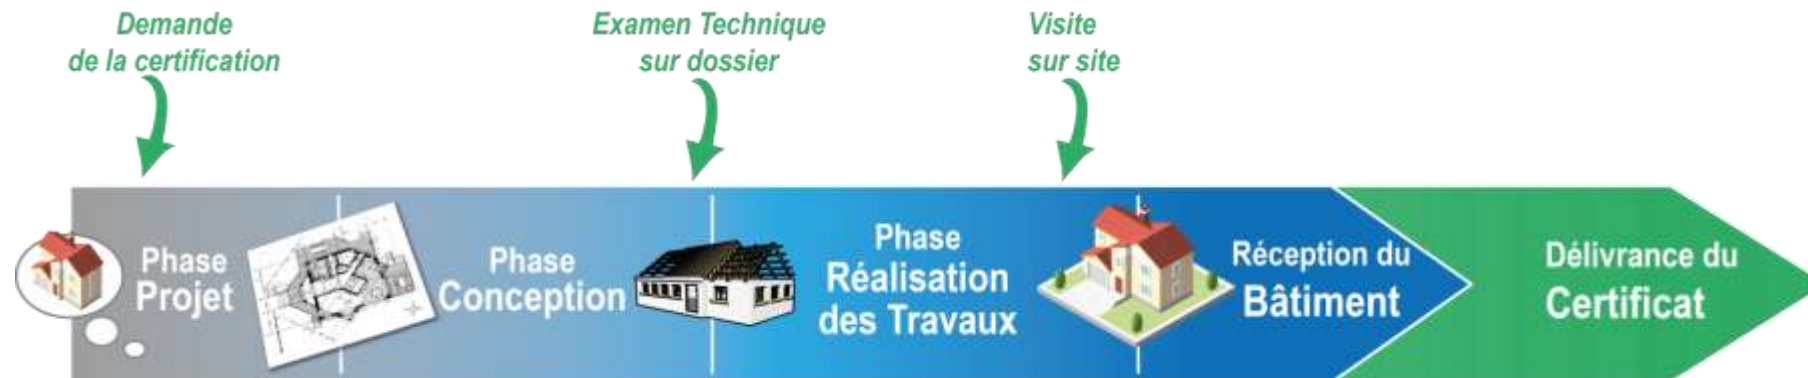 Demande
de la certification
Examen Technique
sur dossier
Visite
sur site
Phase
Projet
Phase
Conception
Phase
Réalisation
des Travaux
Réception du
Bâtiment
Délivrance du
Certificat